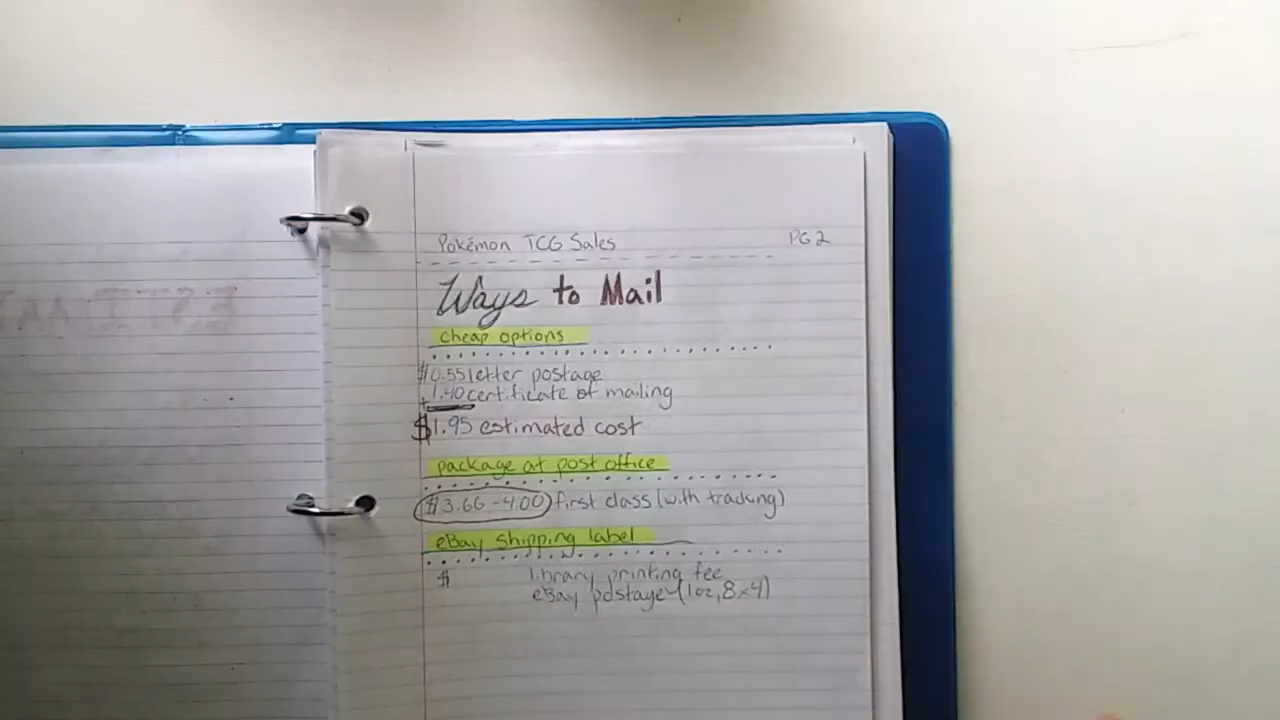 Pokémon TCG Sales PG 2
Ways to Mail
cheap options
$0.55 letter postage
+1.40 certificate of mailing
$1.95 estimated cost
package at post office
$3.66-4.00 first class (with tracking)
eBay shipping label
$ library printing fee
eBay postage (1oz, 8x4)